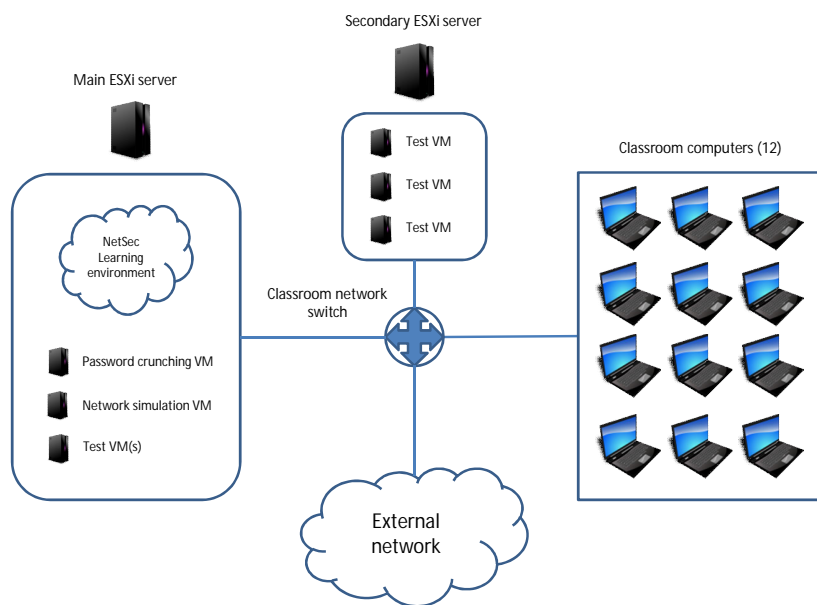 Secondary ESXi server
Main ESXi server
Test VM
Test VM
Test VM
Classroom computers (12)
NetSec
Learning
environment
Classroom network
switch
Password crunching VM
Network simulation VM
Test VM(s)
External
network